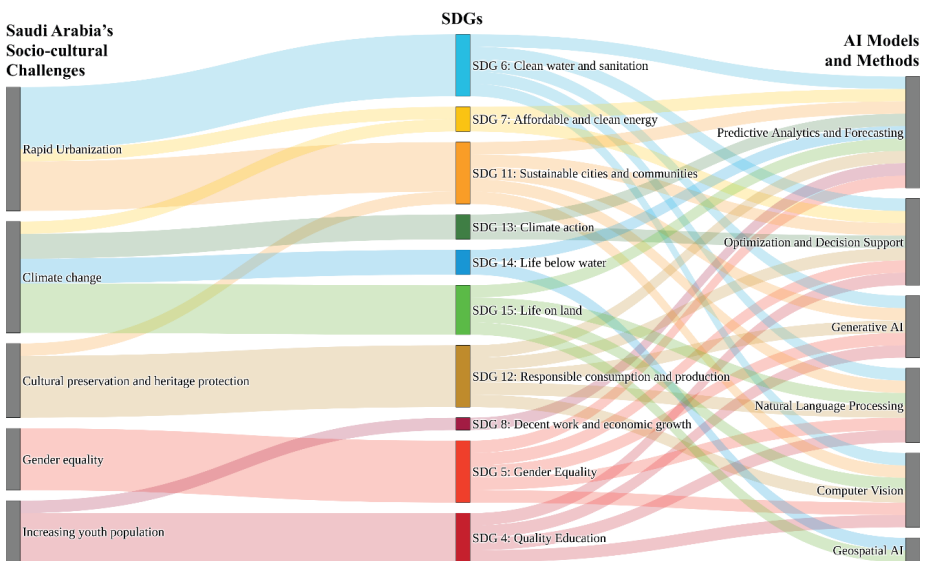 Saudi Arabia's
Socio-cultural
Challenges
SDGs
AI Models
and Methods
Rapid Urbanization
Climate change
Cultural preservation and heritage protection
Gender equality
Increasing youth population
SDG 6: Clean water and sanitation
SDG 7: Affordable and clean energy
SDG 11: Sustainable cities and communities
SDG 13: Climate action
SDG 14: Life below water
SDG 15: Life on land
SDG 12: Responsible consumption and production
SDG 8: Decent work and economic growth
SDG 5: Gender Equality
SDG 4: Quality Education
Predictive Analytics and Forecasting
Optimization and Decision Support
Generative AI
Natural Language Processing
Computer Vision
Geospatial AI